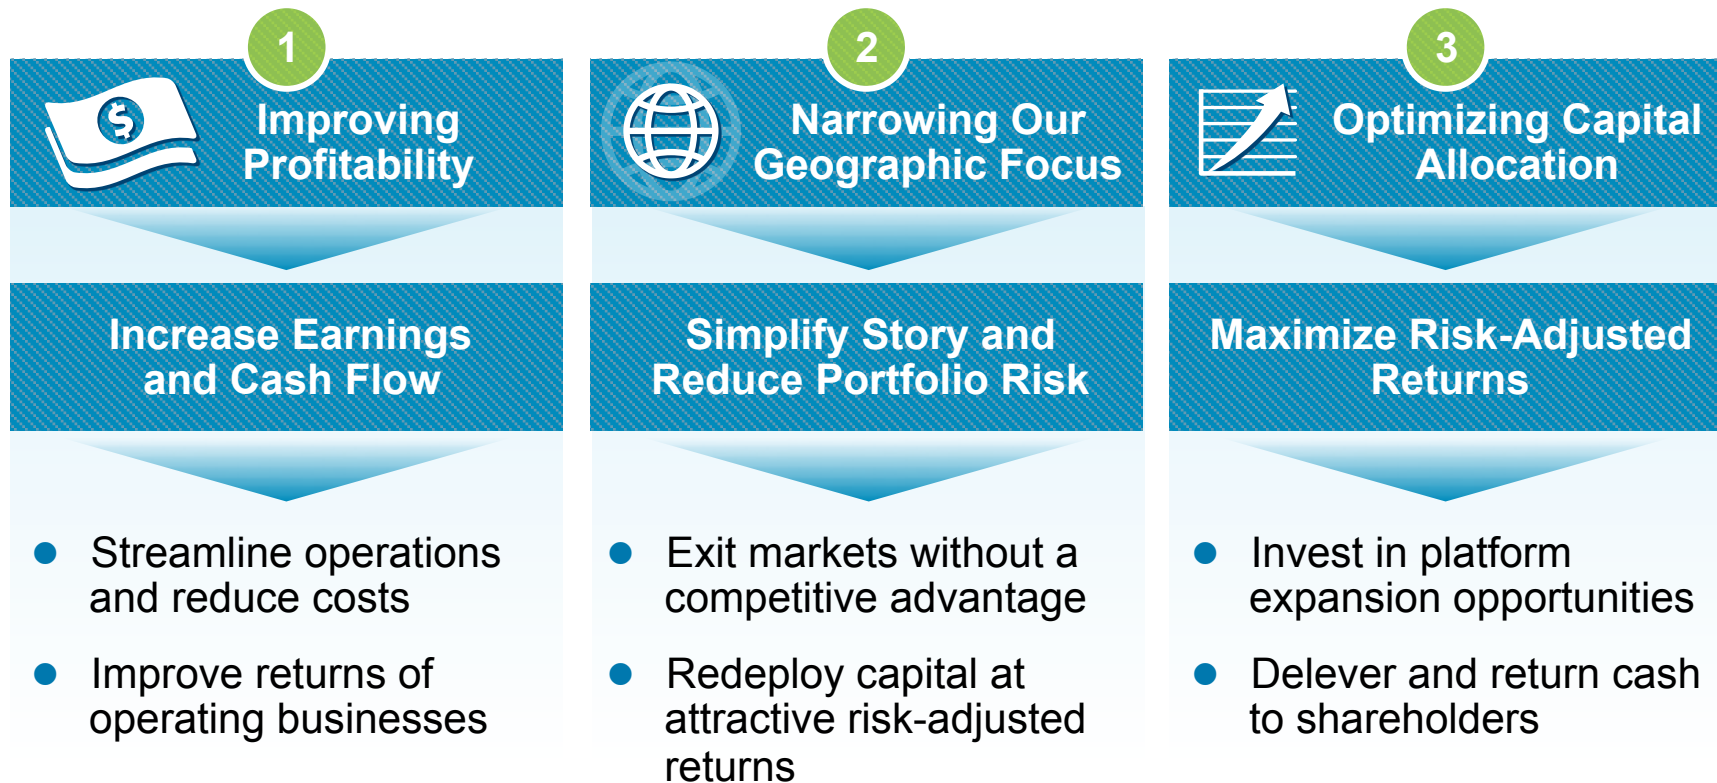 1
Improving
Profitability
Increase Earnings
and Cash Flow
Streamline operations
and reduce costs
Improve returns of
operating businesses
2
Narrowing Our
Geographic Focus
Simplify Story and
Reduce Portfolio Risk
Exit markets without a
competitive advantage
Redeploy capital at
attractive risk-adjusted
returns
3
Optimizing Capital
Allocation
Maximize Risk-Adjusted
Returns
Invest in platform
expansion opportunities
Delever and return cash
to shareholders